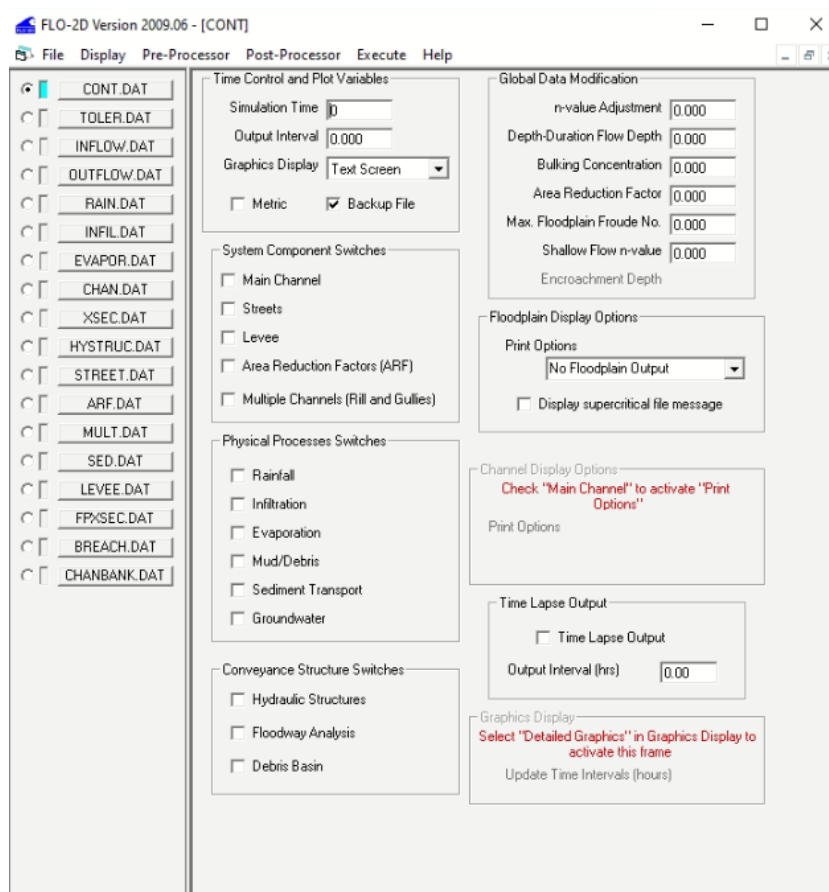 FLO-2D Version 2009.06 - [CONT]
File Display Pre-Processor Post-Processor Execute Help
CONT.DAT
TOLER.DAT
INFLOW.DAT
OUTFLOW.DAT
RAIN.DAT
INFIL.DAT
EVAPOR.DAT
CHAN.DAT
XSEC.DAT
HYSTRUC.DAT
STREET.DAT
ARF.DAT
MULT.DAT
SED.DAT
LEVEE.DAT
FPXSEC.DAT
BREACH.DAT
CHANBANK.DAT
Time Control and Plot Variables
Simulation Time 0
Output Interval 0.000
Graphics Display Text Screen
Metric Backup File
System Component Switches
Main Channel
Streets
Levee
Area Reduction Factors (ARF)
Multiple Channels (Rill and Gullies)
Physical Processes Switches
Rainfall
Infiltration
Evaporation
Mud/Debris
Sediment Transport
Groundwater
Conveyance Structure Switches
Hydraulic Structures
Floodway Analysis
Debris Basin
Global Data Modification
n-value Adjustment 0.000
Depth-Duration Flow Depth 0.000
Bulking Concentration 0.000
Area Reduction Factor 0.000
Max. Floodplain Froude No. 0.000
Shallow Flow n-value 0.000
Encroachment Depth
Floodplain Display Options
Print Options
No Floodplain Output
Display supercritical file message
Channel Display Options
Check "Main Channel" to activate "Print
Options"
Print Options
Time Lapse Output
Time Lapse Output
Output Interval (hrs) 0.00
Graphics Display
Select "Detailed Graphics" in Graphics Display to
activate this frame
Update Time Intervals (hours)